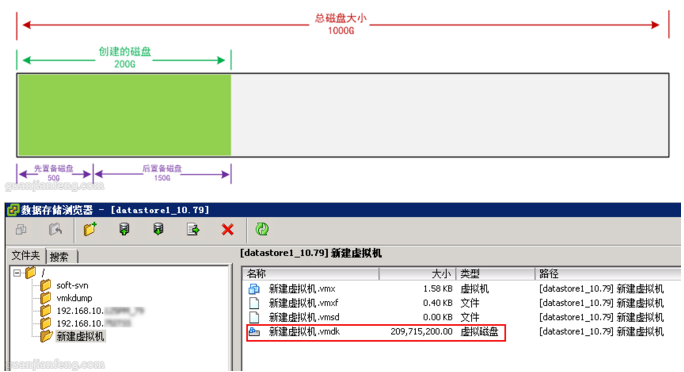 总磁盘大小
1000G
创建的磁盘
200G
先置备磁盘
50G
后置备磁盘
150G
guanjianfeng.com
数据存储浏览器 - [datastore1_10.79]
文件夹 搜索
[datastore1_10.79] 新建虚拟机
/
soft-svn
vmkdump
192.168.10.
192.168.10.
新建虚拟机
名称 大小 类型 路径
新建虚拟机.vmx 1.58 KB 虚拟机 [datastore1_10.79] 新建虚拟机
新建虚拟机.vmxf 0.40 KB 文件 [datastore1_10.79] 新建虚拟机
新建虚拟机.vmsd 0.00 KB 文件 [datastore1_10.79] 新建虚拟机
新建虚拟机.vmdk 209,715,200.00 虚拟磁盘 [datastore1_10.79] 新建虚拟机
guanjianfeng.com